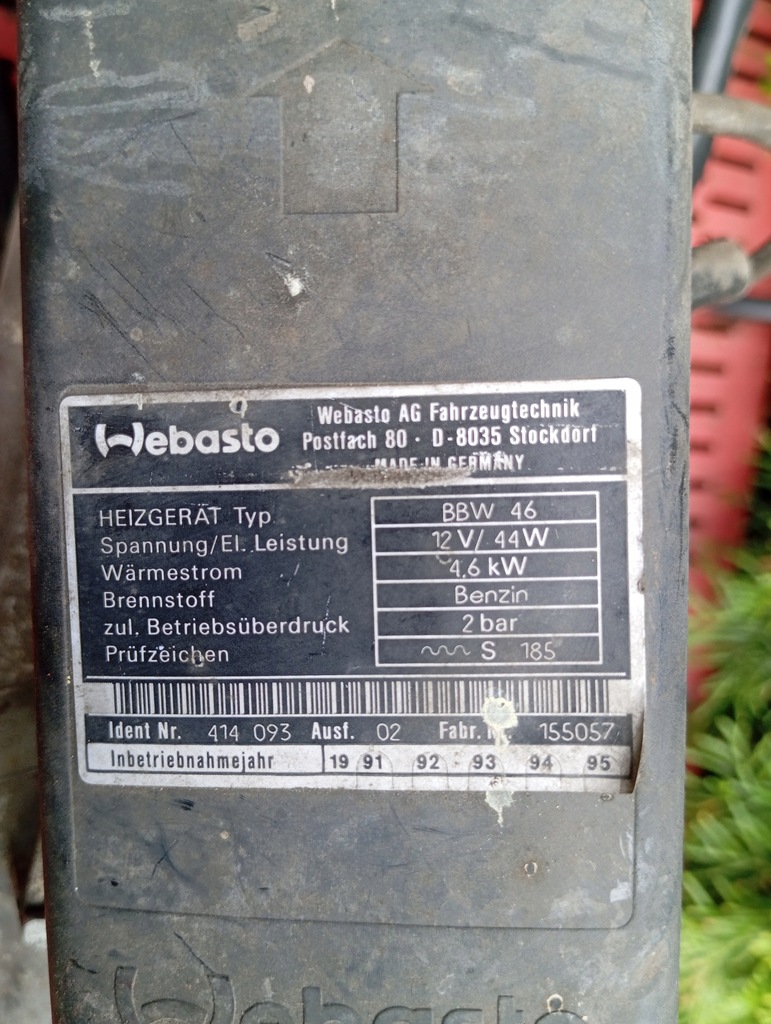 Webasto
Webasto AG Fahrzeugtechnik
Postfach 80 · D-8035 Stockdorf
MADE IN GERMANY
HEIZGERÄT Typ BBW 46
Spannung/El. Leistung 12 V/ 44 W
Wärmestrom 4,6 kW
Brennstoff Benzin
zul. Betriebsüberdruck 2 bar
Prüfzeichen ~~~ S 185
Ident Nr. 414 093 Ausf. 02 Fabr. Nr. 155057
Inbetriebnahmejahr 19 91 92 93 94 95
Webasto